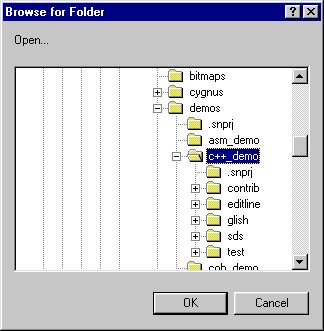 Browse for Folder
Open...
bitmaps
cygnus
demos
.snprj
asm_demo
c++_demo
.snprj
contrib
editline
glish
sds
test
cob_demo
OK
Cancel